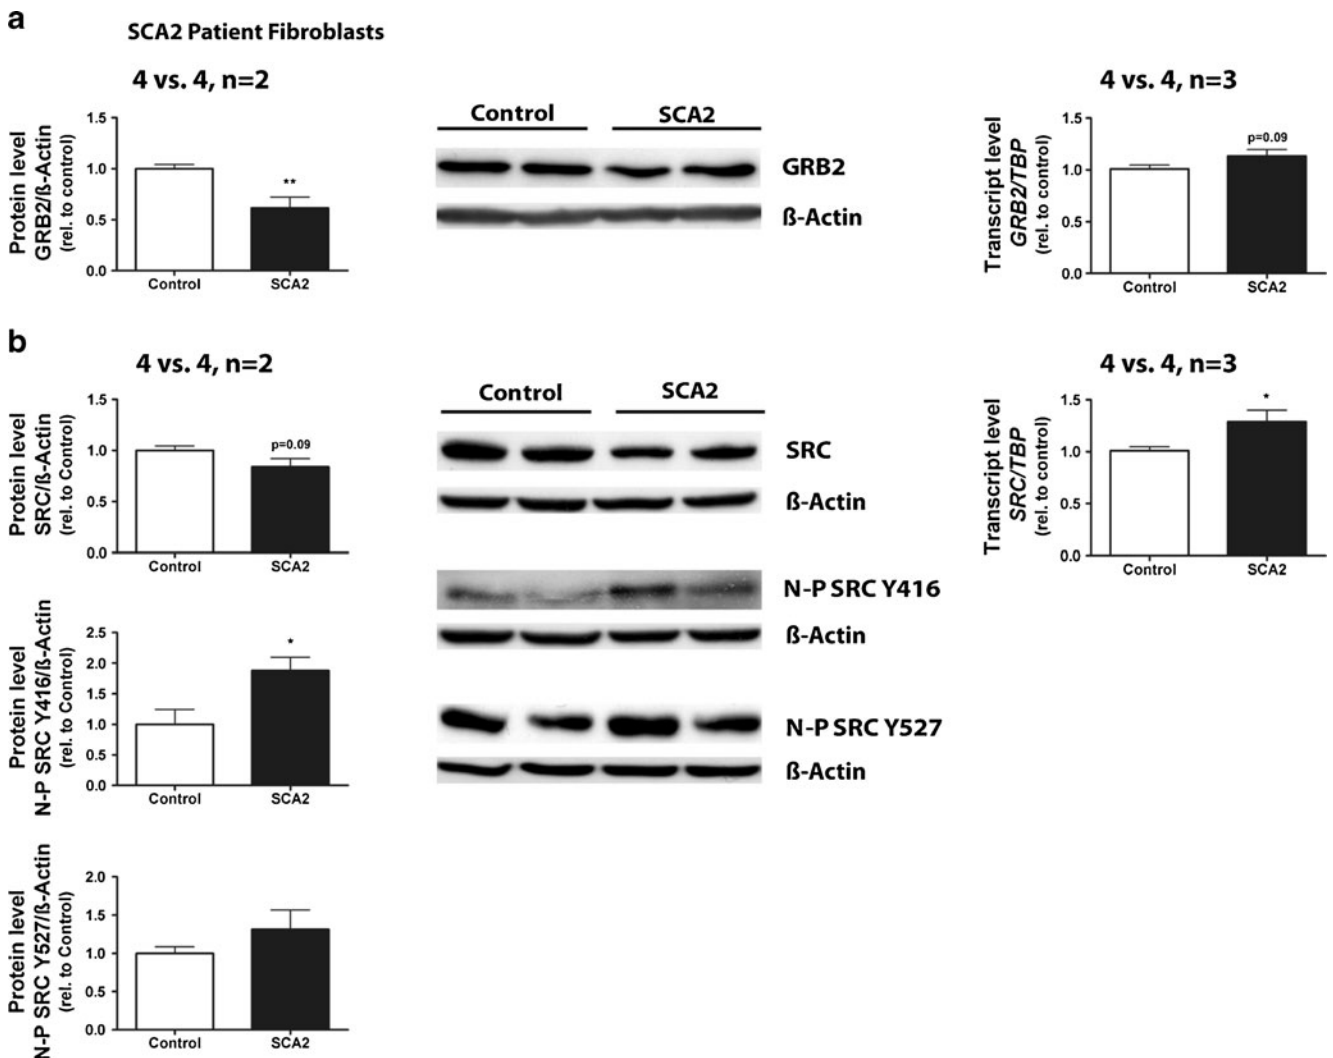 a
SCA2 Patient Fibroblasts
4 vs. 4, n=2
Protein level
GRB2/ß-Actin
(rel. to control)
1.5
1.0
0.5
0.0
**
Control
SCA2
Control
SCA2
GRB2
ß-Actin
4 vs. 4, n=3
Transcript level
GRB2/TBP
(rel. to control)
1.5
1.0
0.5
0.0
p=0.09
Control
SCA2
b
4 vs. 4, n=2
Protein level
SRC/ß-Actin
(rel. to Control)
1.5
1.0
0.5
0.0
p=0.09
Control
SCA2
Control
SCA2
SRC
ß-Actin
4 vs. 4, n=3
Transcript level
SRC/TBP
(rel. to control)
1.5
1.0
0.5
0.0
*
Control
SCA2
Protein level
N-P SRC Y416/ß-Actin
(rel. to Control)
2.5
2.0
1.5
1.0
0.5
0.0
*
Control
SCA2
N-P SRC Y416
ß-Actin
N-P SRC Y527
ß-Actin
Protein level
N-P SRC Y527/ß-Actin
(rel. to Control)
2.0
1.5
1.0
0.5
0.0
Control
SCA2